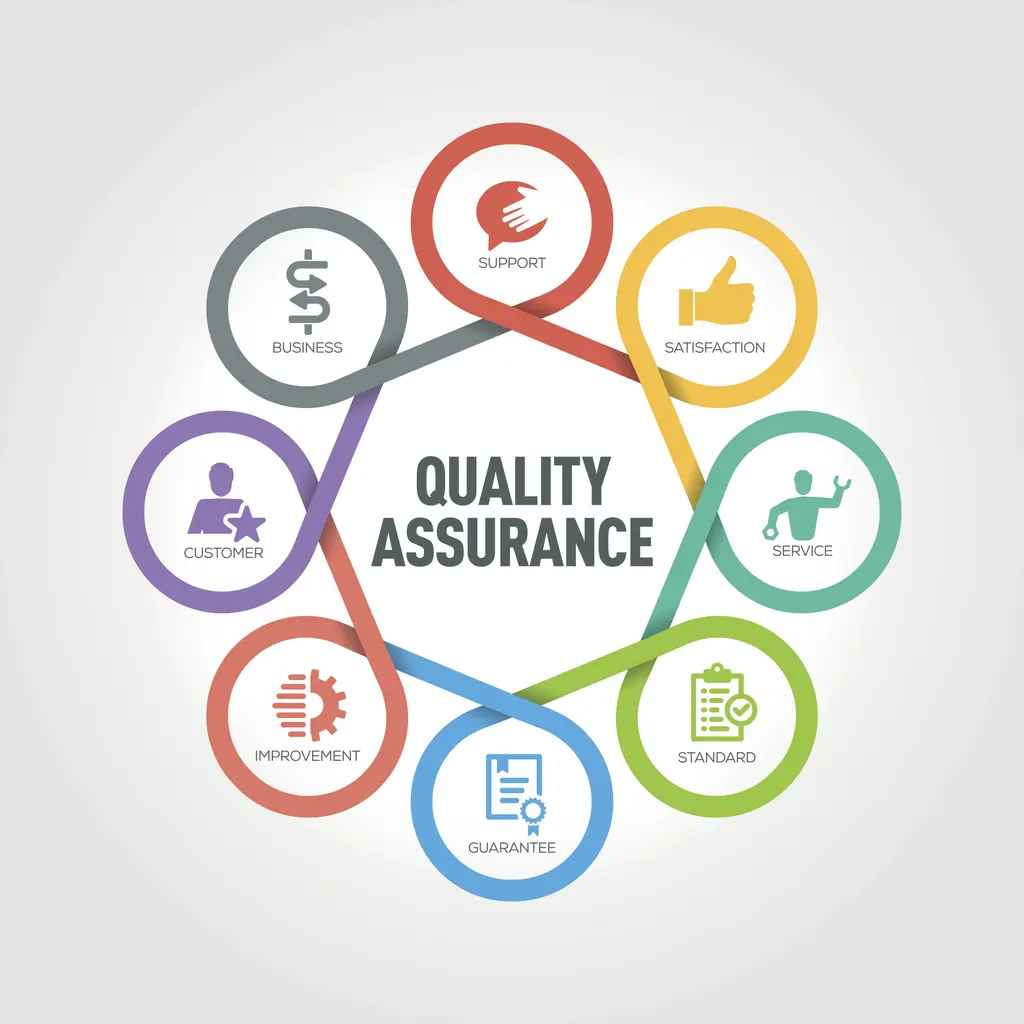 SUPPORT
BUSINESS
SATISFACTION
QUALITY
ASSURANCE
CUSTOMER
SERVICE
IMPROVEMENT
STANDARD
GUARANTEE